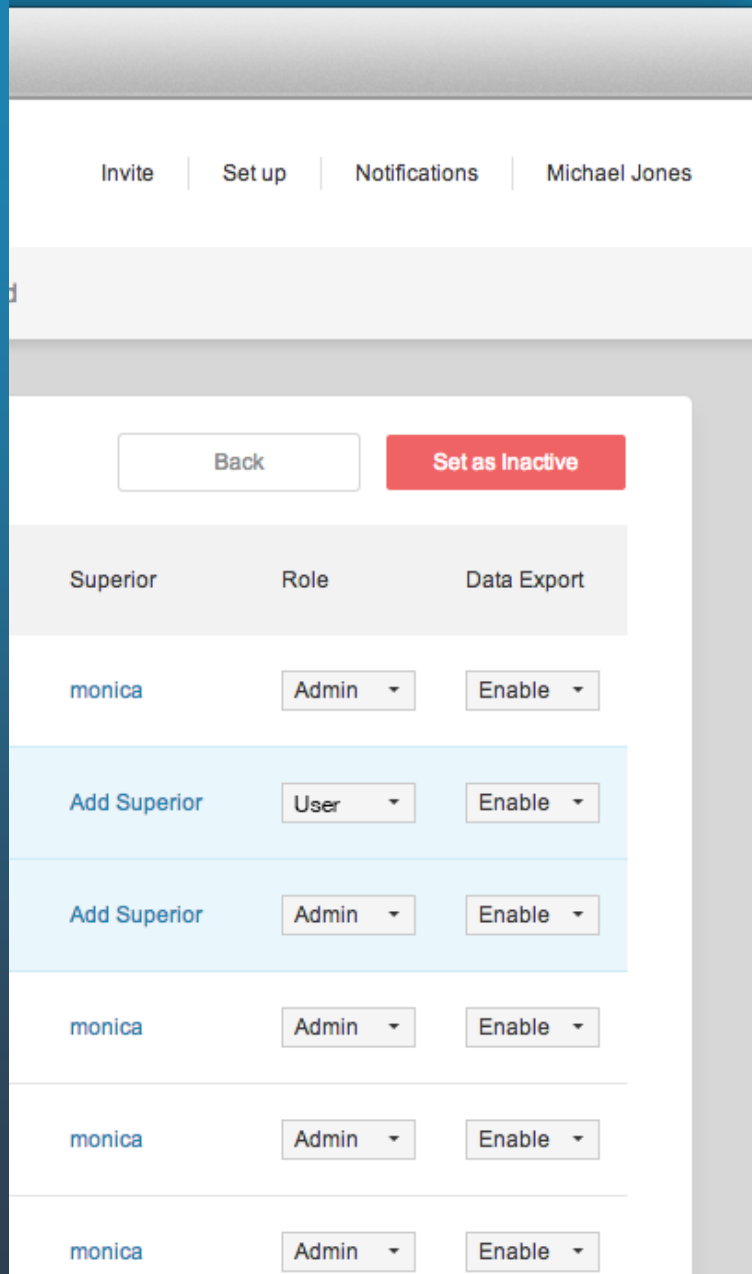 Invite Set up Notifications Michael Jones
d
Back Set as Inactive
Superior Role Data Export
monica Admin Enable
Add Superior User Enable
Add Superior Admin Enable
monica Admin Enable
monica Admin Enable
monica Admin Enable